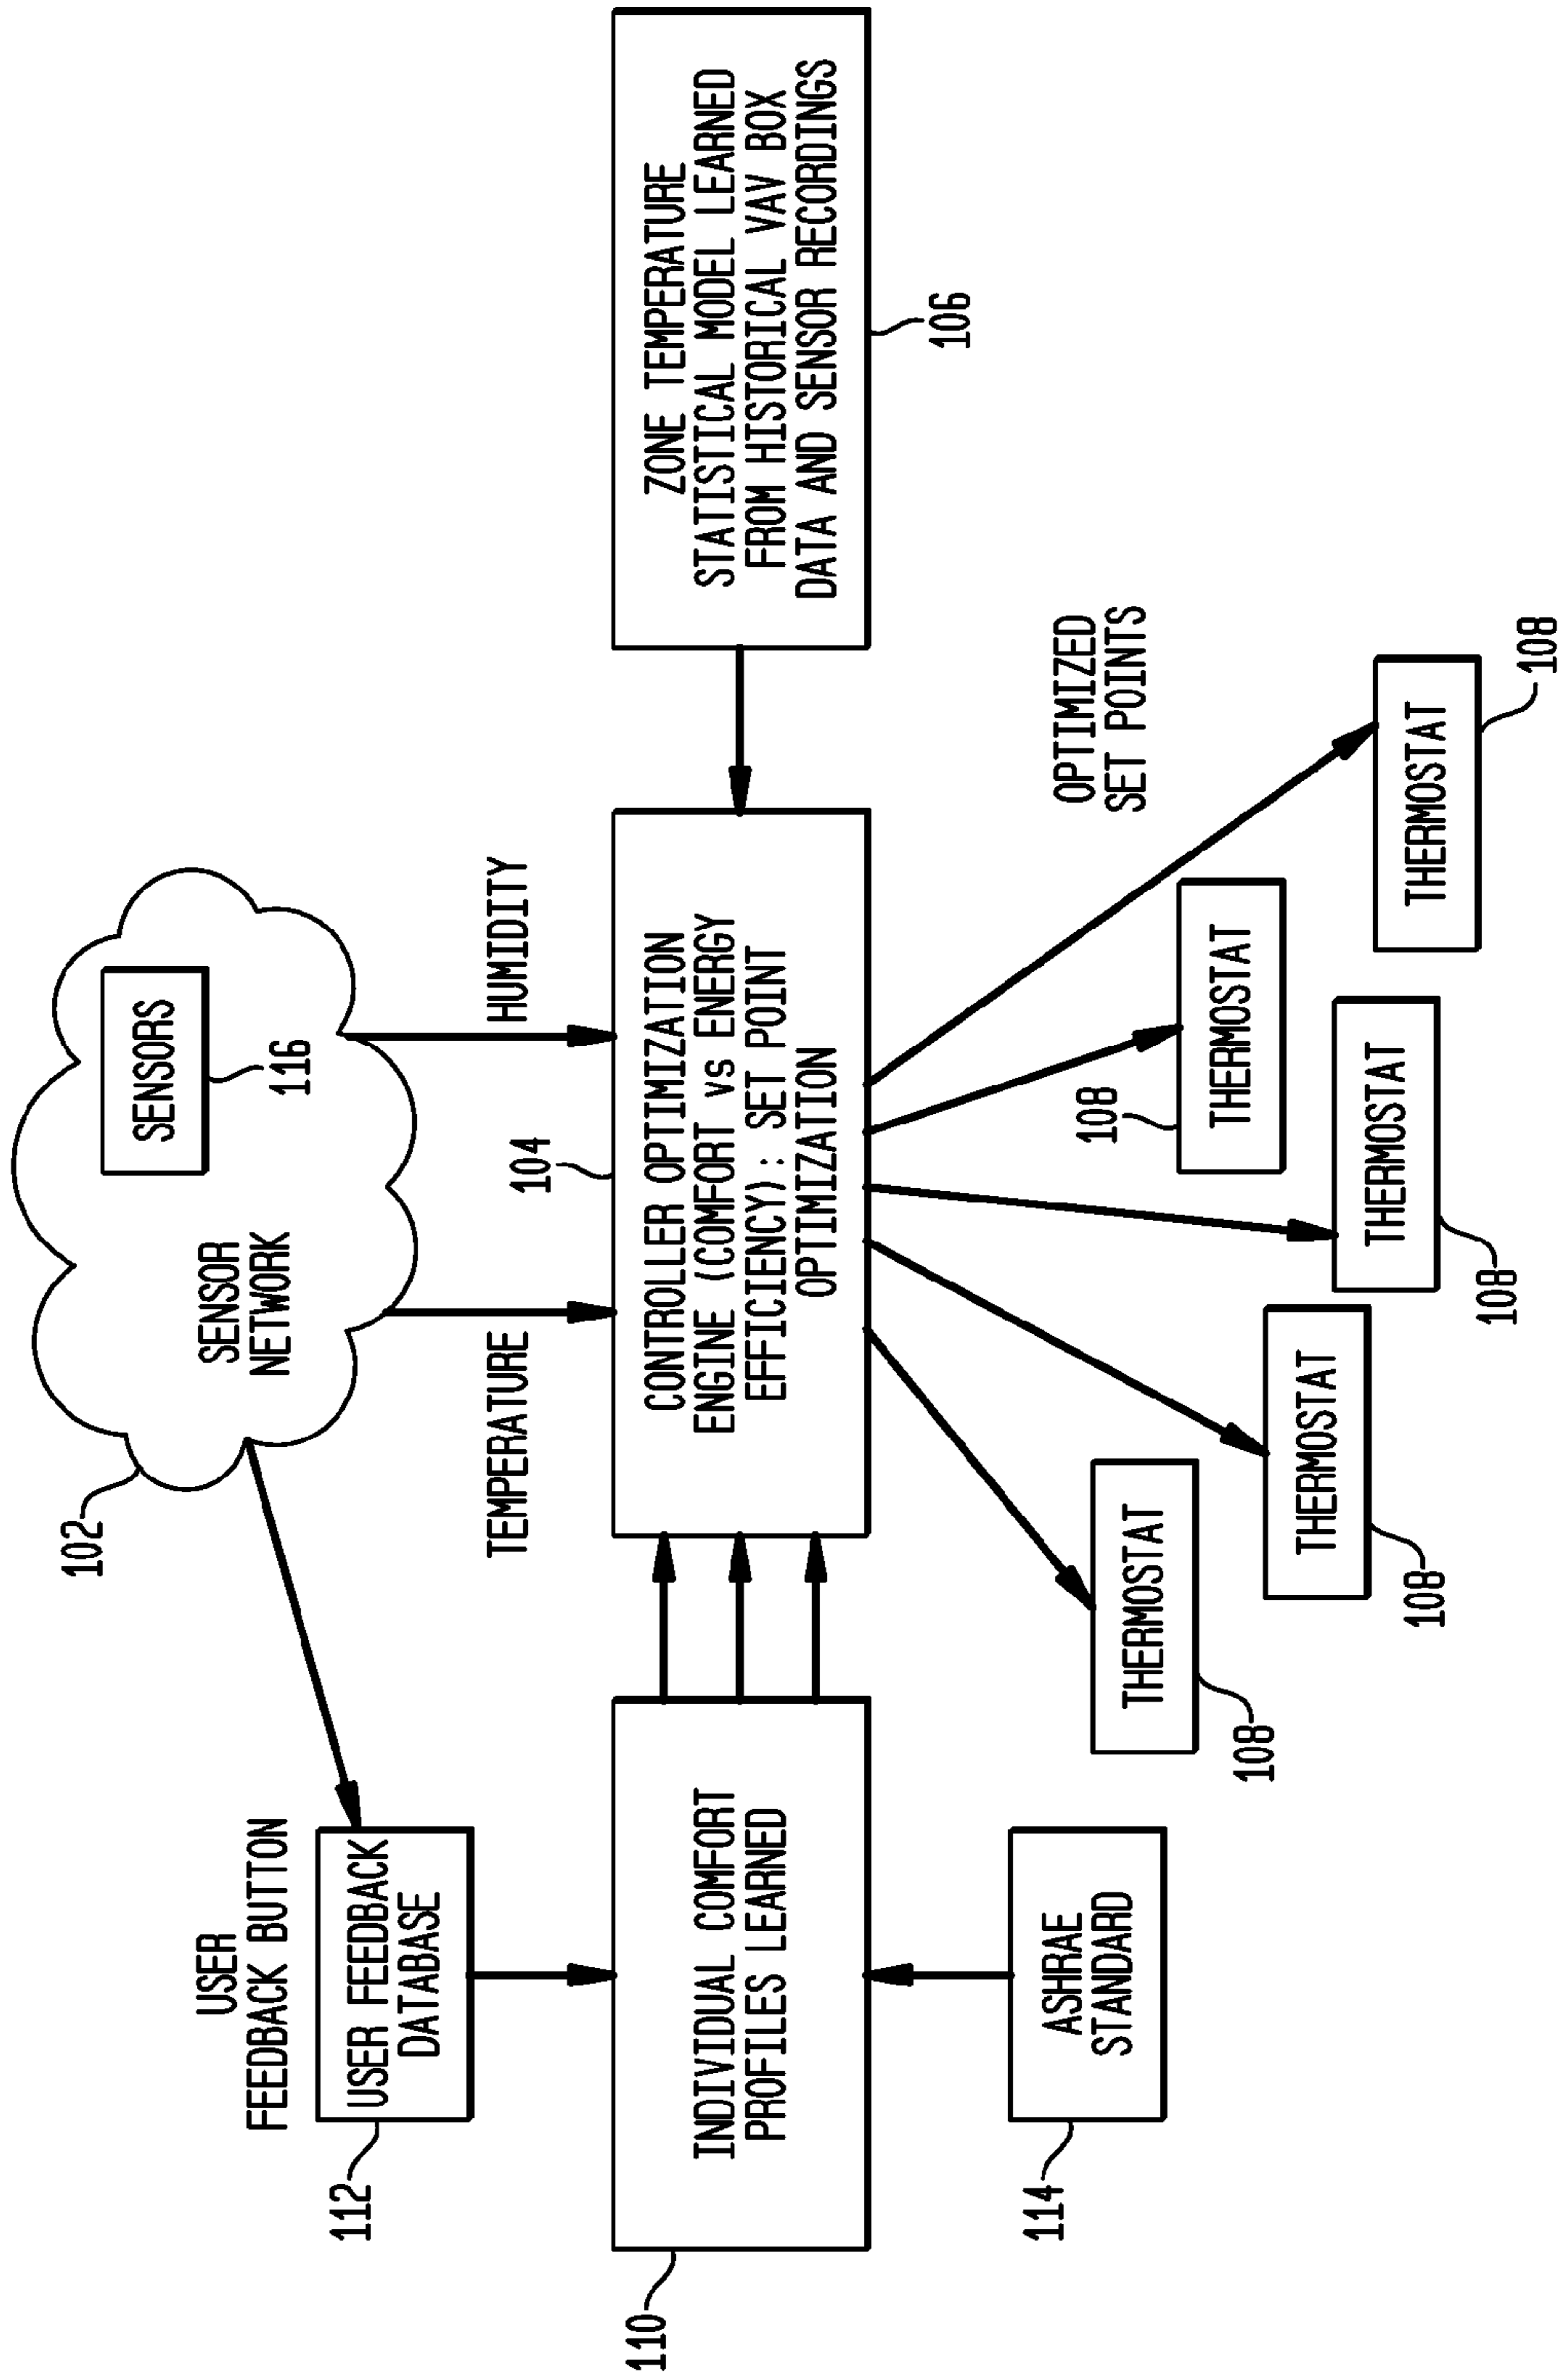 102
SENSOR
NETWORK
SENSORS
116
USER
FEEDBACK BUTTON
USER FEEDBACK
DATABASE
112
TEMPERATURE
HUMIDITY
104
INDIVIDUAL COMFORT
PROFILES LEARNED
110
CONTROLLER OPTIMIZATION
ENGINE (COMFORT VS ENERGY
EFFICIENCY): SET POINT
OPTIMIZATION
ZONE TEMPERATURE
STATISTICAL MODEL LEARNED
FROM HISTORICAL VAV BOX
DATA AND SENSOR RECORDINGS
106
ASHRAE
STANDARD
114
OPTIMIZED
SET POINTS
THERMOSTAT
108
THERMOSTAT
108
THERMOSTAT
108
THERMOSTAT
108
THERMOSTAT
108